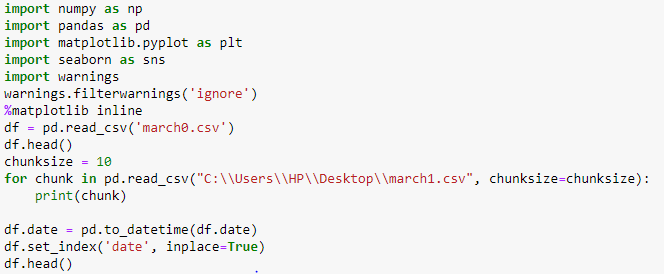 import numpy as np
import pandas as pd
import matplotlib.pyplot as plt
import seaborn as sns
import warnings
warnings.filterwarnings('ignore')
%matplotlib inline
df = pd.read_csv('march0.csv')
df.head()
chunksize = 10
for chunk in pd.read_csv("C:\\Users\\HP\\Desktop\\march1.csv", chunksize=chunksize):
    print(chunk)
df.date = pd.to_datetime(df.date)
df.set_index('date', inplace=True)
df.head()